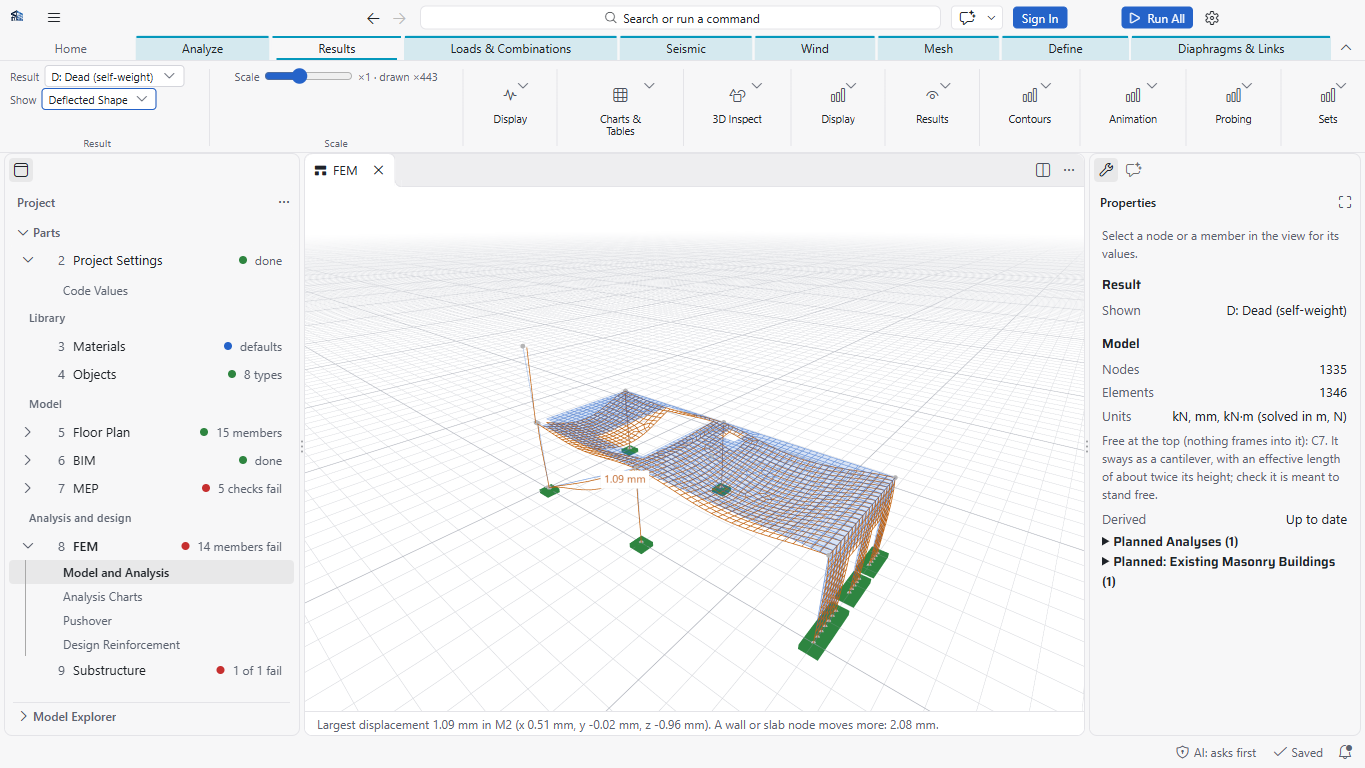 Search or run a command
Sign In
Run All
Home
Analyze
Results
Loads & Combinations
Seismic
Wind
Mesh
Define
Diaphragms & Links
Result
D: Dead (self-weight)
Show
Deflected Shape
Result
Scale
×1 · drawn ×443
Scale
Display
Charts &
Tables
3D Inspect
Display
Results
Contours
Animation
Probing
Sets
Project
Parts
2 Project Settings
done
Code Values
Library
3 Materials
defaults
4 Objects
8 types
Model
5 Floor Plan
15 members
6 BIM
done
7 MEP
5 checks fail
Analysis and design
8 FEM
14 members fail
Model and Analysis
Analysis Charts
Pushover
Design Reinforcement
9 Substructure
1 of 1 fail
Model Explorer
FEM
1.09 mm
Largest displacement 1.09 mm in M2 (x 0.51 mm, y -0.02 mm, z -0.96 mm). A wall or slab node moves more: 2.08 mm.
Properties
Select a node or a member in the view for its
values.
Result
Shown
D: Dead (self-weight)
Model
Nodes
1335
Elements
1346
Units
kN, mm, kN·m (solved in m, N)
Free at the top (nothing frames into it): C7. It
sways as a cantilever, with an effective length
of about twice its height; check it is meant to
stand free.
Derived
Up to date
Planned Analyses (1)
Planned: Existing Masonry Buildings
(1)
AI: asks first
Saved